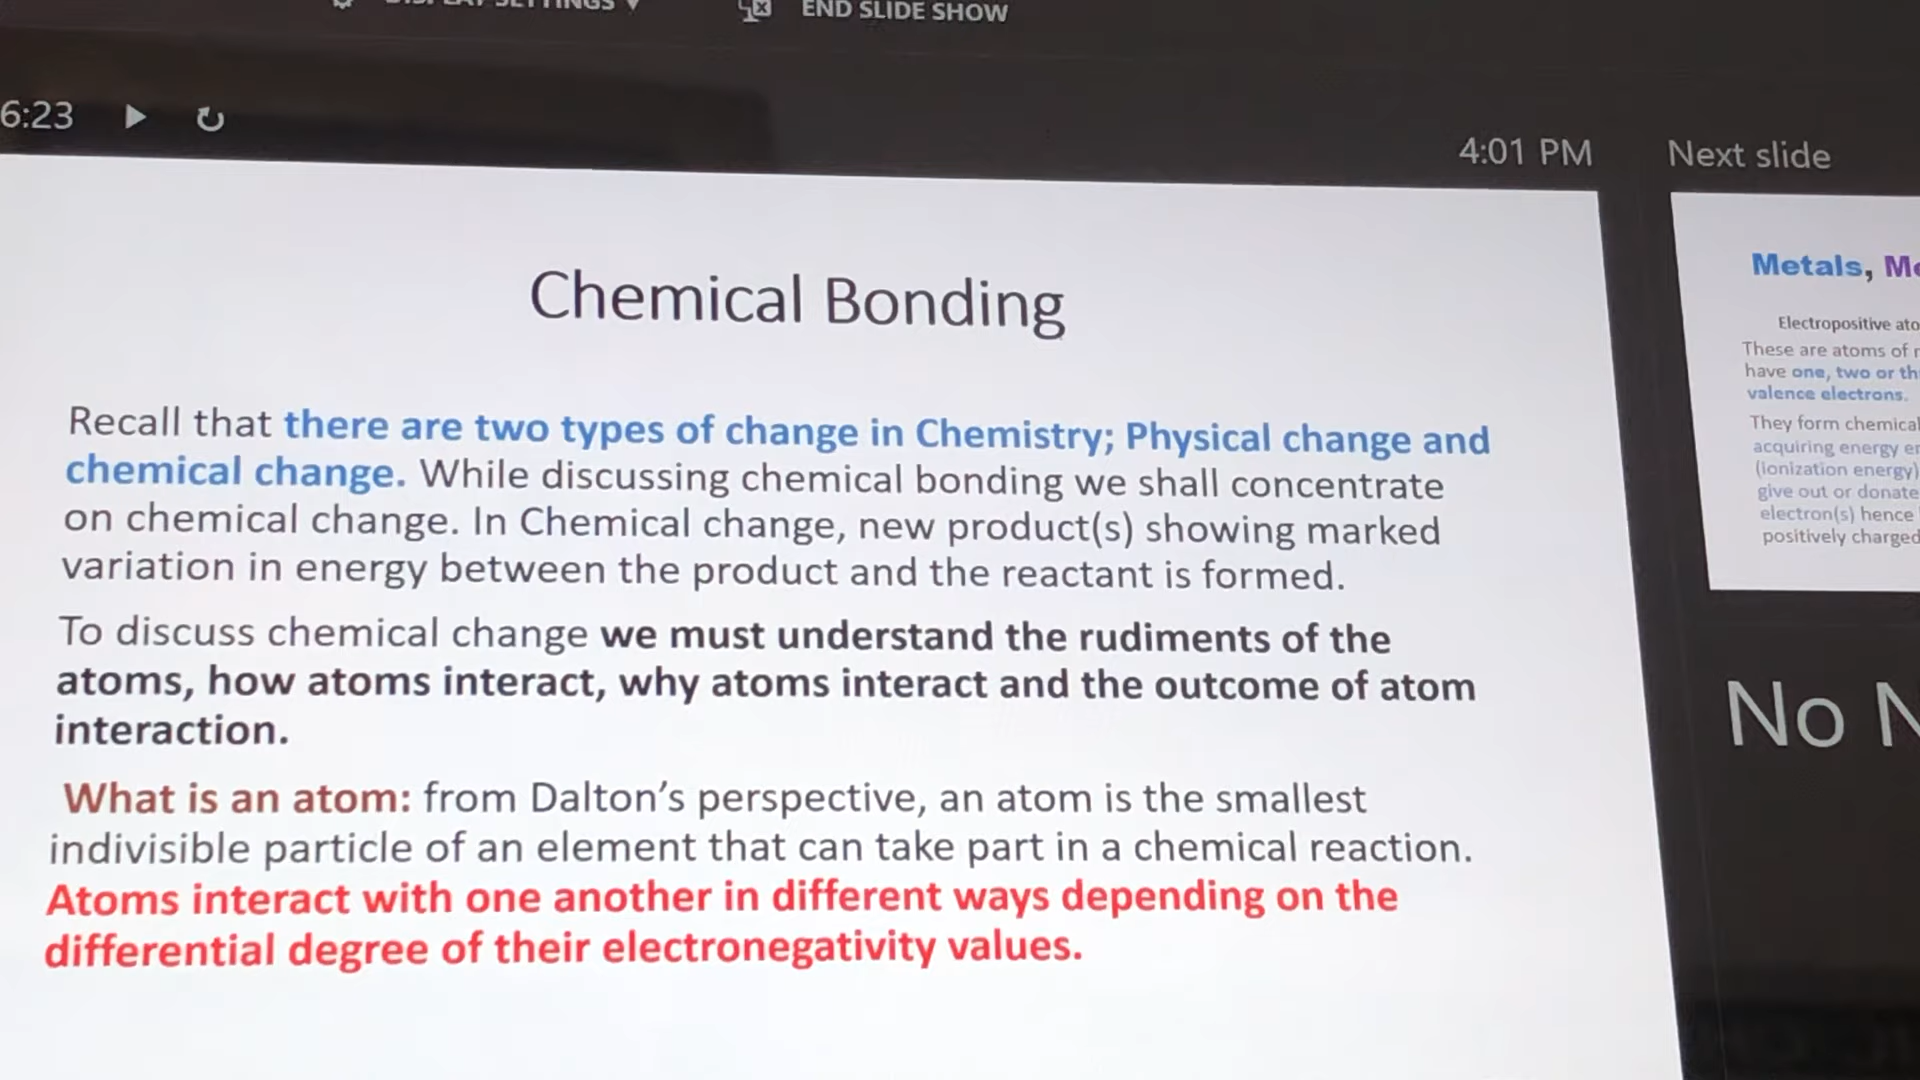 END SLIDE SHOW
6:23
4:01 PM
Next slide
Chemical Bonding
Recall that there are two types of change in Chemistry; Physical change and
chemical change. While discussing chemical bonding we shall concentrate
on chemical change. In Chemical change, new product(s) showing marked
variation in energy between the product and the reactant is formed.
To discuss chemical change we must understand the rudiments of the
atoms, how atoms interact, why atoms interact and the outcome of atom
interaction.
What is an atom: from Dalton’s perspective, an atom is the smallest
indivisible particle of an element that can take part in a chemical reaction.
Atoms interact with one another in different ways depending on the
differential degree of their electronegativity values.
Metals,
Electropositive
These are atoms of
have one, two or
valence electrons.
They form
acquiring energy
(ionization energy)
give out or
electron(s) hence
positively charged
No